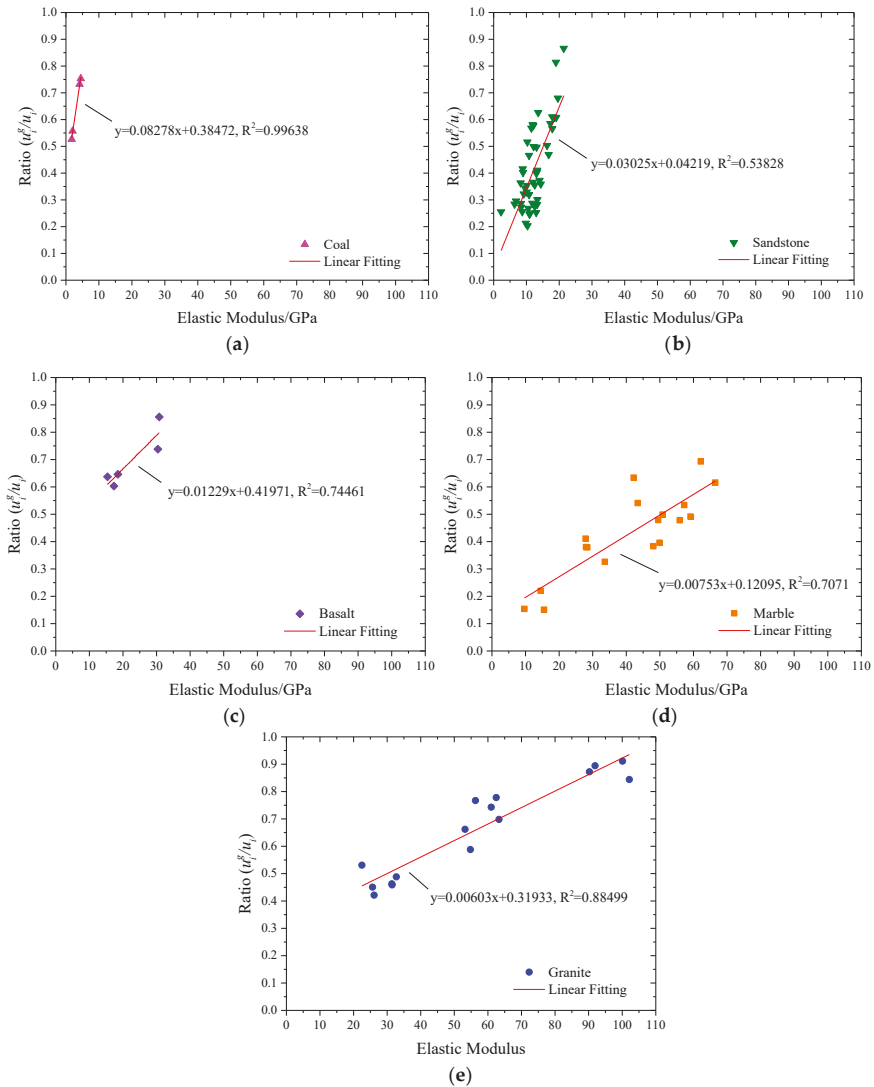 1.0
0.9
0.8
0.7
0.6
0.5
0.4
0.3
0.2
0.1
0.0
Ratio (u_i^g/u_i)
y=0.08278x+0.38472, R²=0.99638
Coal
Linear Fitting
0 10 20 30 40 50 60 70 80 90 100 110
Elastic Modulus/GPa
(a)
1.0
0.9
0.8
0.7
0.6
0.5
0.4
0.3
0.2
0.1
0.0
Ratio (u_i^g/u_i)
y=0.03025x+0.04219, R²=0.53828
Sandstone
Linear Fitting
0 10 20 30 40 50 60 70 80 90 100 110
Elastic Modulus/GPa
(b)
1.0
0.9
0.8
0.7
0.6
0.5
0.4
0.3
0.2
0.1
0.0
Ratio (u_i^g/u_i)
y=0.01229x+0.41971, R²=0.74461
Basalt
Linear Fitting
0 10 20 30 40 50 60 70 80 90 100 110
Elastic Modulus/GPa
(c)
1.0
0.9
0.8
0.7
0.6
0.5
0.4
0.3
0.2
0.1
0.0
Ratio (u_i^g/u_i)
y=0.00753x+0.12095, R²=0.7071
Marble
Linear Fitting
0 10 20 30 40 50 60 70 80 90 100 110
Elastic Modulus/GPa
(d)
1.0
0.9
0.8
0.7
0.6
0.5
0.4
0.3
0.2
0.1
0.0
Ratio (u_i^g/u_i)
y=0.00603x+0.31933, R²=0.88499
Granite
Linear Fitting
0 10 20 30 40 50 60 70 80 90 100 110
Elastic Modulus
(e)